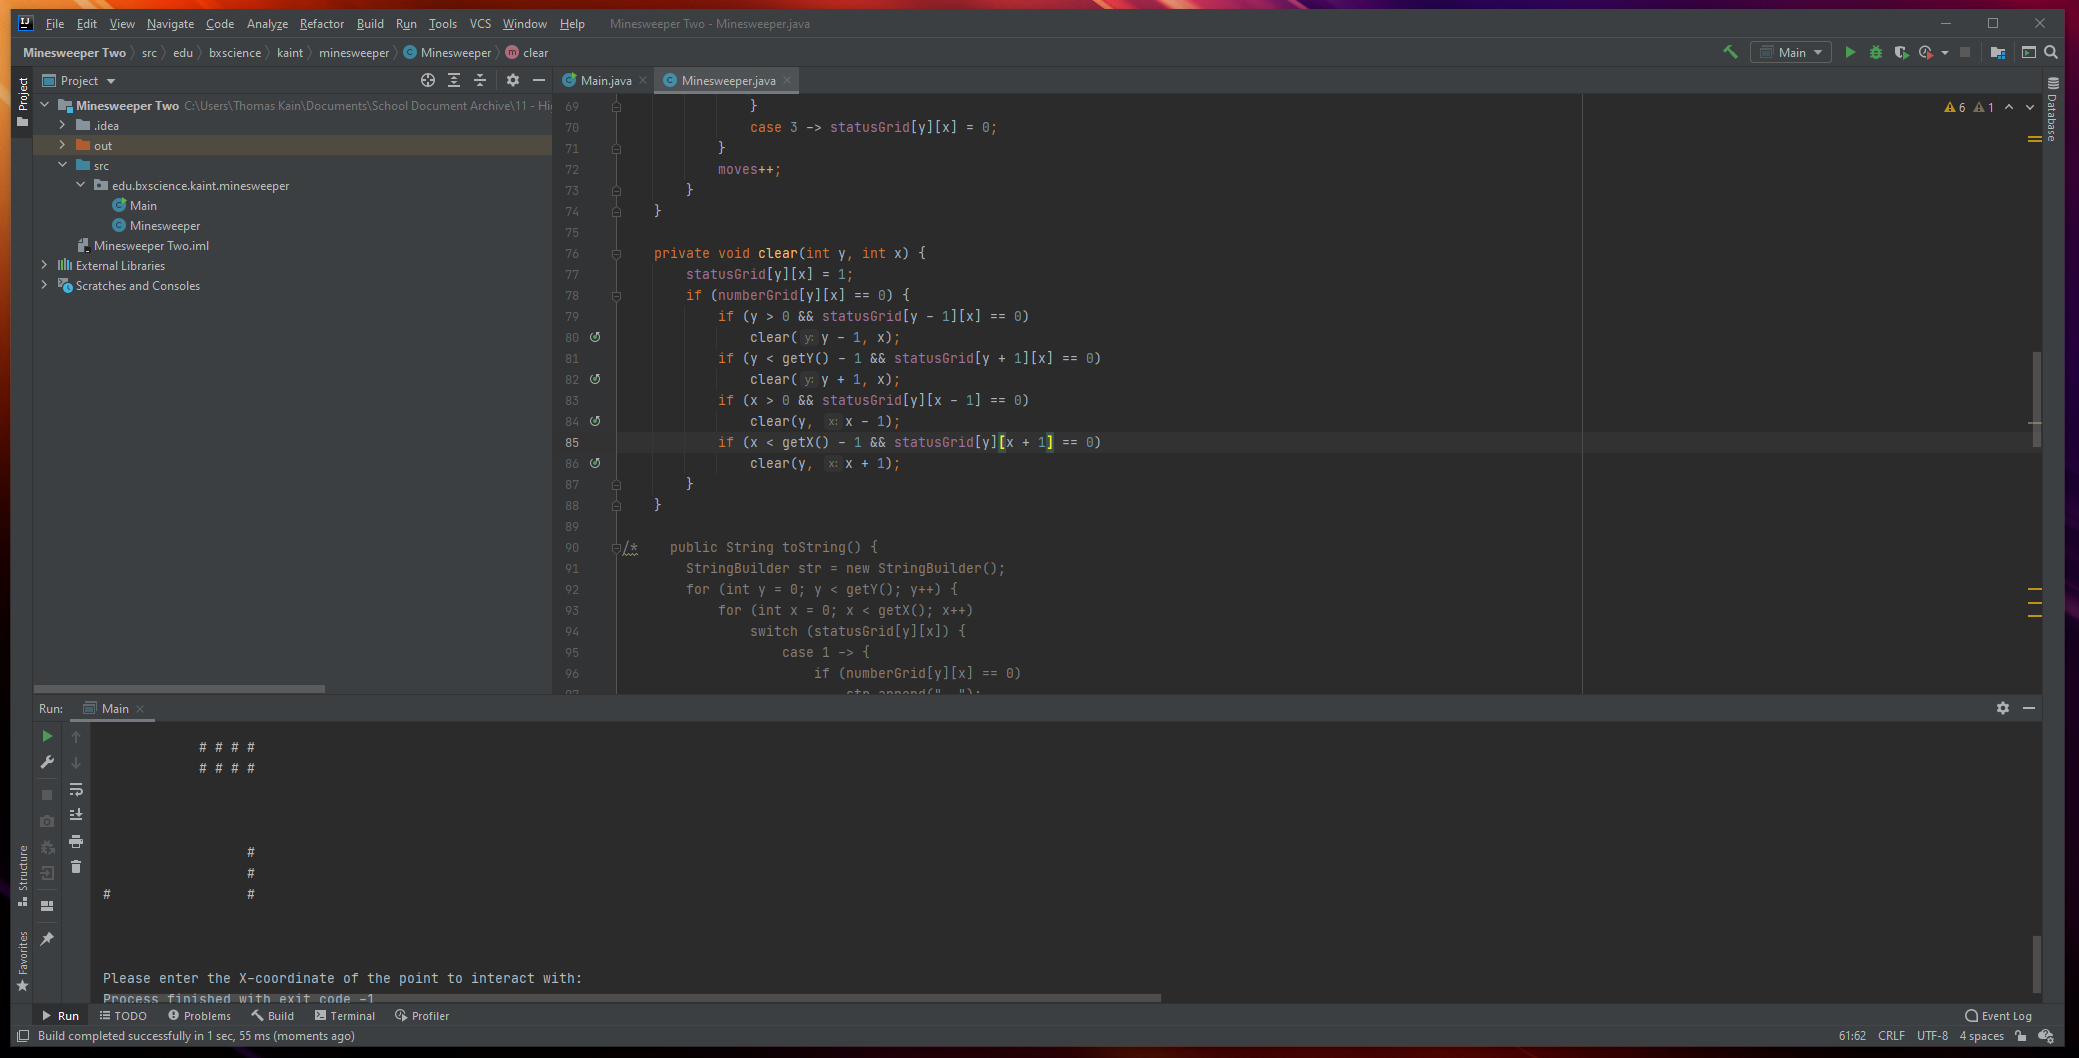 File Edit View Navigate Code Analyze Refactor Build Run Tools VCS Window Help Minesweeper Two - Minesweeper.java
Minesweeper Two src edu bxscience kaint minesweeper Minesweeper clear Main
Project
Project
Minesweeper Two C:\Users\Thomas Kain\Documents\School Document Archive\11 - Hi
.idea
out
src
edu.bxscience.kaint.minesweeper
Main
Minesweeper
Minesweeper Two.iml
External Libraries
Scratches and Consoles
Main.java Minesweeper.java
6 1
Database
69 }
70 case 3 -> statusGrid[y][x] = 0;
71 }
72 moves++;
73 }
74 }
75
76 private void clear(int y, int x) {
77 statusGrid[y][x] = 1;
78 if (numberGrid[y][x] == 0) {
79 if (y > 0 && statusGrid[y - 1][x] == 0)
80 clear( y: y - 1, x);
81 if (y < getY() - 1 && statusGrid[y + 1][x] == 0)
82 clear( y: y + 1, x);
83 if (x > 0 && statusGrid[y][x - 1] == 0)
84 clear(y, x: x - 1);
85 if (x < getX() - 1 && statusGrid[y][x + 1] == 0)
86 clear(y, x: x + 1);
87 }
88 }
89
90 /* public String toString() {
91 StringBuilder str = new StringBuilder();
92 for (int y = 0; y < getY(); y++) {
93 for (int x = 0; x < getX(); x++)
94 switch (statusGrid[y][x]) {
95 case 1 -> {
96 if (numberGrid[y][x] == 0)
97 str.append(" ");
Run: Main
# # # #
# # # #
#
#
# #
Please enter the X-coordinate of the point to interact with:
Process finished with exit code -1
Structure
Favorites
Run TODO Problems Build Terminal Profiler Event Log
Build completed successfully in 1 sec, 55 ms (moments ago) 61:62 CRLF UTF-8 4 spaces